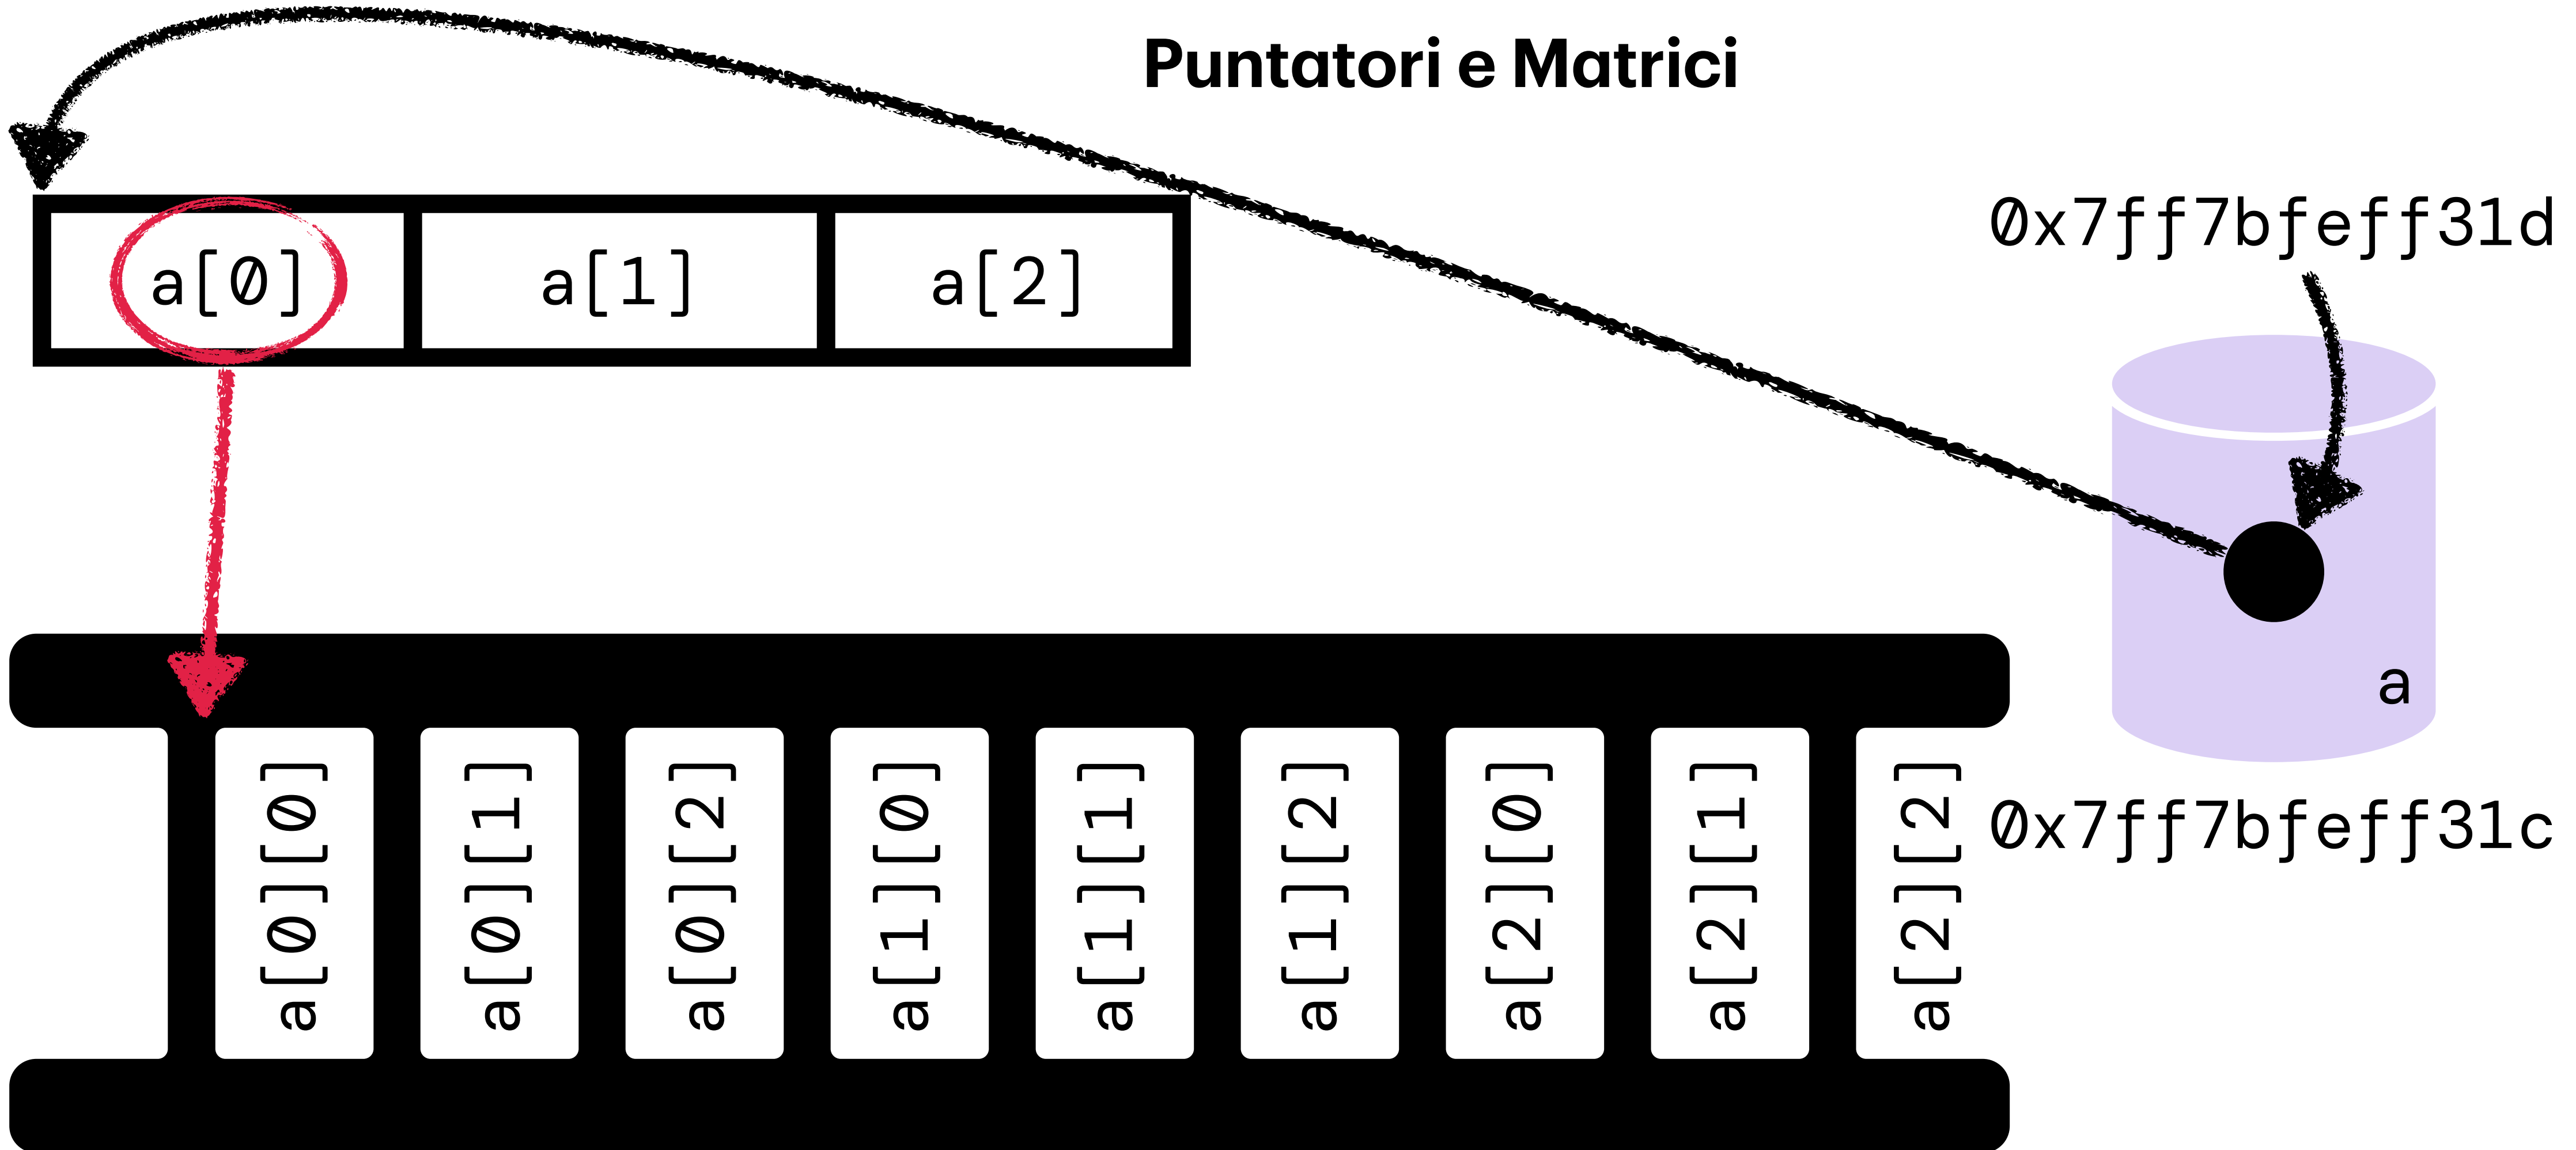 Puntatori e Matrici
0x7ff7bfeff31d
a[0] a[1] a[2]
a
a[0][0] a[0][1] a[0][2] a[1][0] a[1][1] a[1][2] a[2][0] a[2][1] a[2][2]
0x7ff7bfeff31c